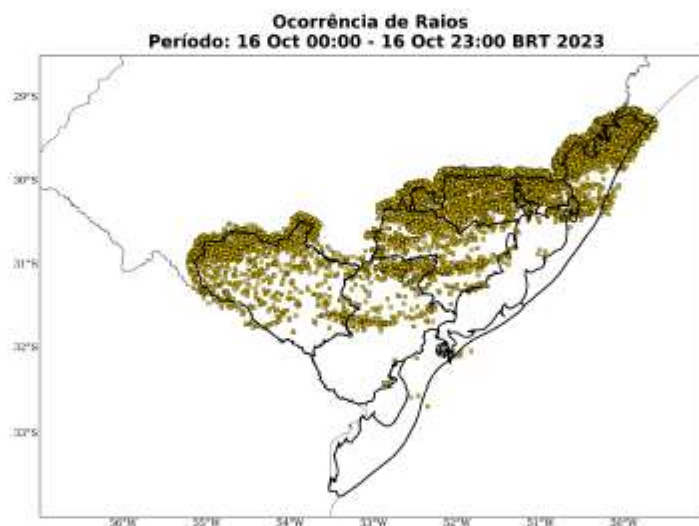 Ocorrência de Raios
Período: 16 Oct 00:00 - 16 Oct 23:00 BRT 2023
29°S
30°S
31°S
32°S
33°S
56°W
55°W
54°W
53°W
52°W
51°W
50°W